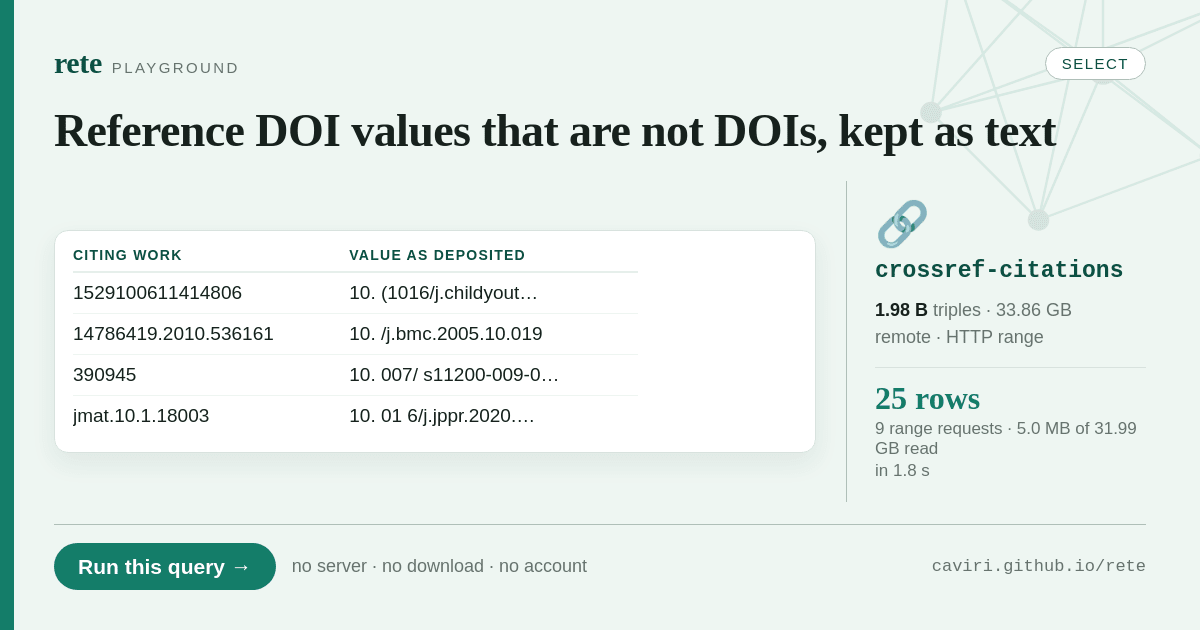 rete PLAYGROUND
SELECT
Reference DOI values that are not DOIs, kept as text
CITING WORK VALUE AS DEPOSITED
1529100611414806 10. (1016/j.childyout…
14786419.2010.536161 10. /j.bmc.2005.10.019
390945 10. 007/ s11200-009-0…
jmat.10.1.18003 10. 01 6/j.jppr.2020.…
crossref-citations
1.98 B triples · 33.86 GB
remote · HTTP range
25 rows
9 range requests · 5.0 MB of 31.99
GB read
in 1.8 s
Run this query → no server · no download · no account
caviri.github.io/rete